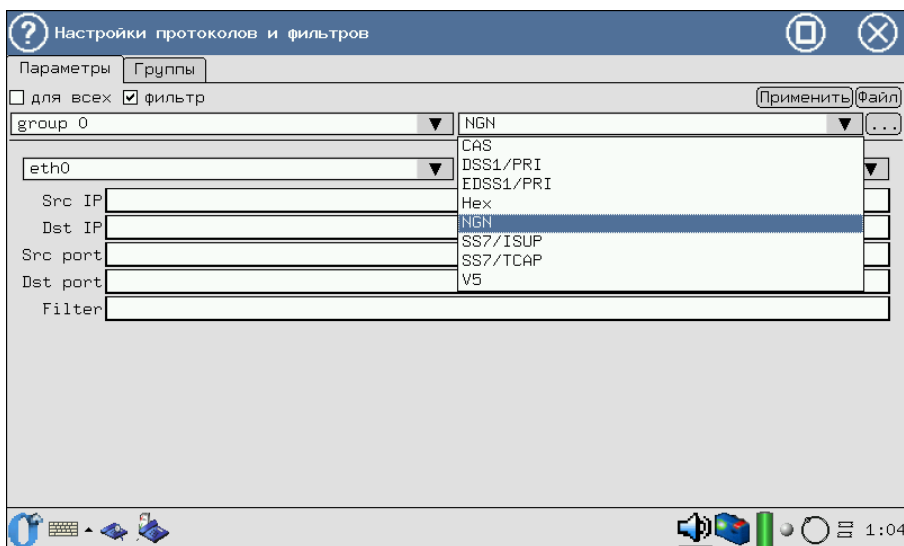 ? Настройки протоколов и фильтров
Параметры Группы
для всех фильтр Применить Файл
group 0 NGN ...
CAS
DSS1/PRI
EDSS1/PRI
Hex
NGN
SS7/ISUP
SS7/TCAP
V5
eth0
Src IP
Dst IP
Src port
Dst port
Filter
1:04